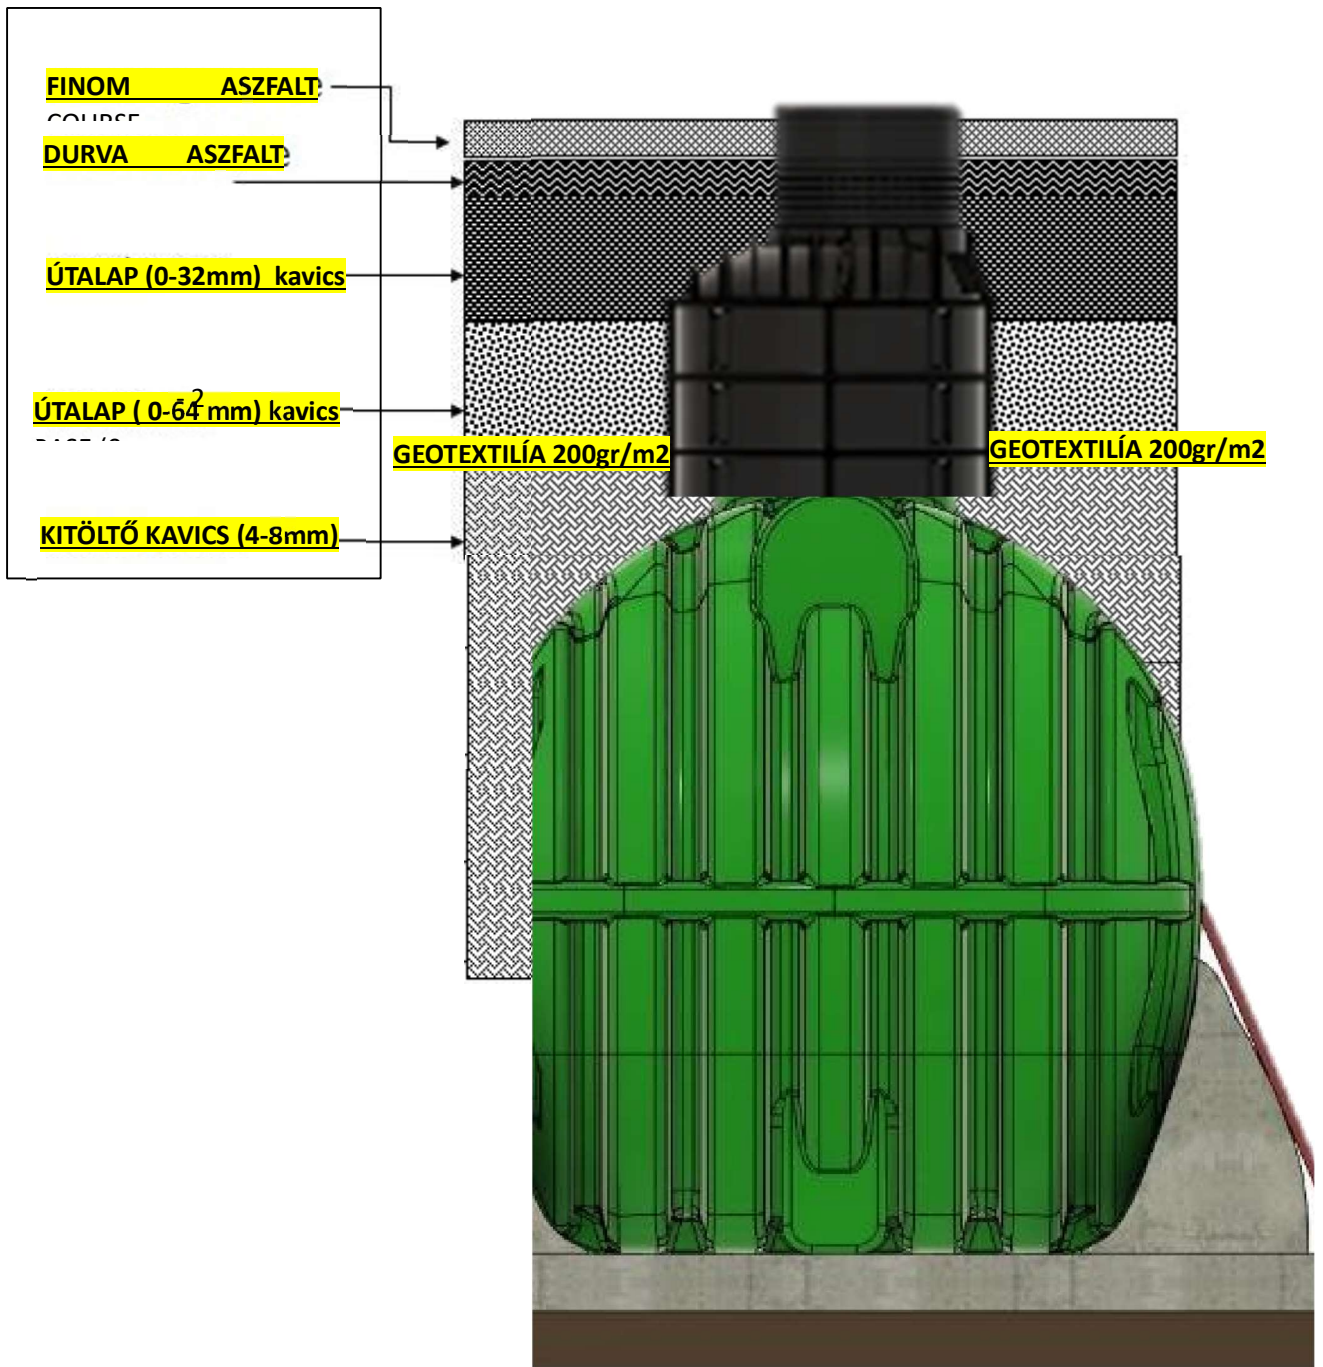 FINOM ASZFALT
COURSE
DURVA ASZFALT
ÚTALAP (0-32mm) kavics
ÚTALAP ( 0-64 mm) kavics
GEOTEXTILÍA 200gr/m2
GEOTEXTILÍA 200gr/m2
KITÖLTŐ KAVICS (4-8mm)